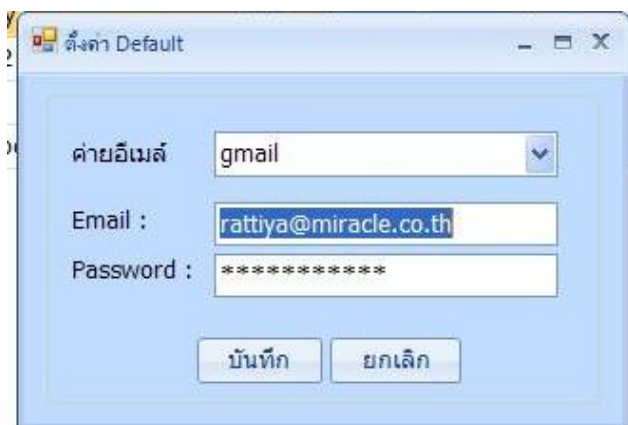 ตั้งค่า Default
ค่ายอีเมล์ gmail
Email : rattiya@miracle.co.th
Password : ***********
บันทึก ยกเลิก